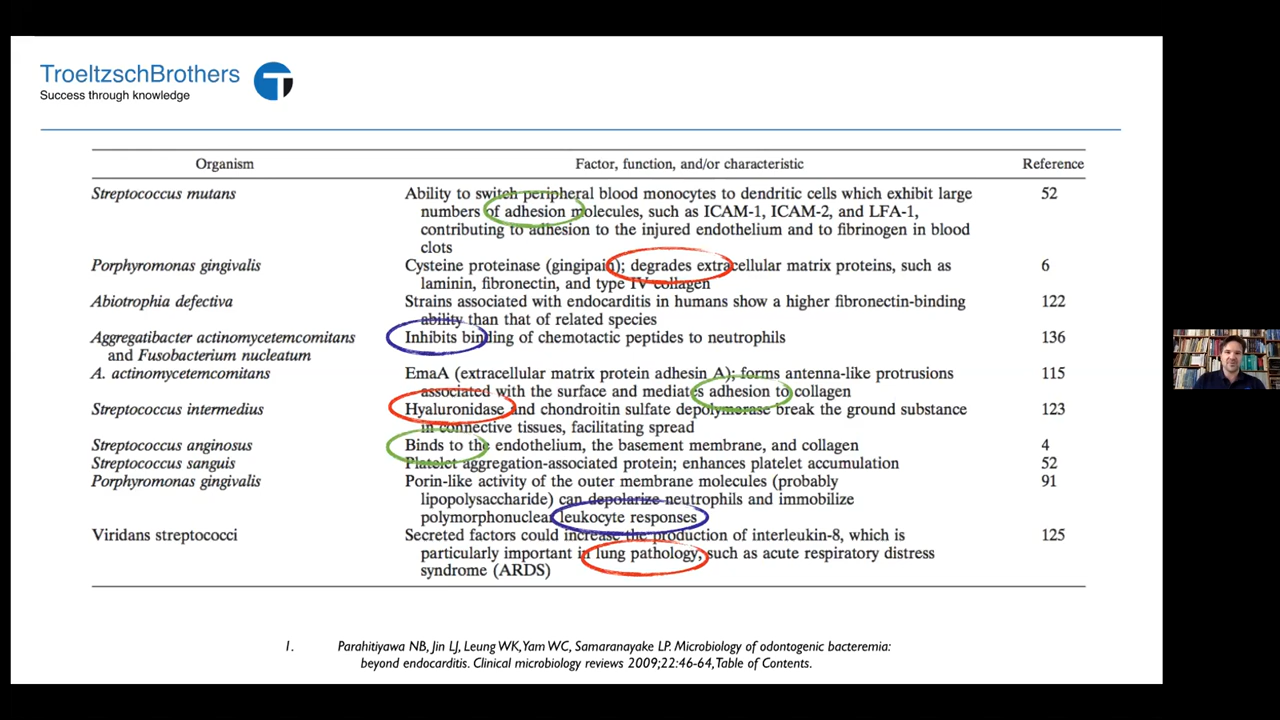 TroeltzschBrothers
Success through knowledge
T
Organism Factor, function, and/or characteristic Reference
Streptococcus mutans Ability to switch peripheral blood monocytes to dendritic cells which exhibit large 52
numbers of adhesion molecules, such as ICAM-1, ICAM-2, and LFA-1,
contributing to adhesion to the injured endothelium and to fibrinogen in blood
clots
Porphyromonas gingivalis Cysteine proteinase (gingipain); degrades extracellular matrix proteins, such as 6
laminin, fibronectin, and type IV collagen
Abiotrophia defectiva Strains associated with endocarditis in humans show a higher fibronectin-binding 122
ability than that of related species
Aggregatibacter actinomycetemcomitans Inhibits binding of chemotactic peptides to neutrophils 136
and Fusobacterium nucleatum
A. actinomycetemcomitans EmaA (extracellular matrix protein adhesin A); forms antenna-like protrusions 115
associated with the surface and mediates adhesion to collagen
Streptococcus intermedius Hyaluronidase and chondroitin sulfate depolymerase break the ground substance 123
in connective tissues, facilitating spread
Streptococcus anginosus Binds to the endothelium, the basement membrane, and collagen 4
Streptococcus sanguis Platelet aggregation-associated protein; enhances platelet accumulation 52
Porphyromonas gingivalis Porin-like activity of the outer membrane molecules (probably 91
lipopolysaccharide) can depolarize neutrophils and immobilize
polymorphonuclear leukocyte responses
Viridans streptococci Secreted factors could increase the production of interleukin-8, which is 125
particularly important in lung pathology, such as acute respiratory distress
syndrome (ARDS)
1. Parahitiyawa NB, Jin LJ, Leung WK, Yam WC, Samaranayake LP. Microbiology of odontogenic bacteremia:
beyond endocarditis. Clinical microbiology reviews 2009;22:46-64, Table of Contents.